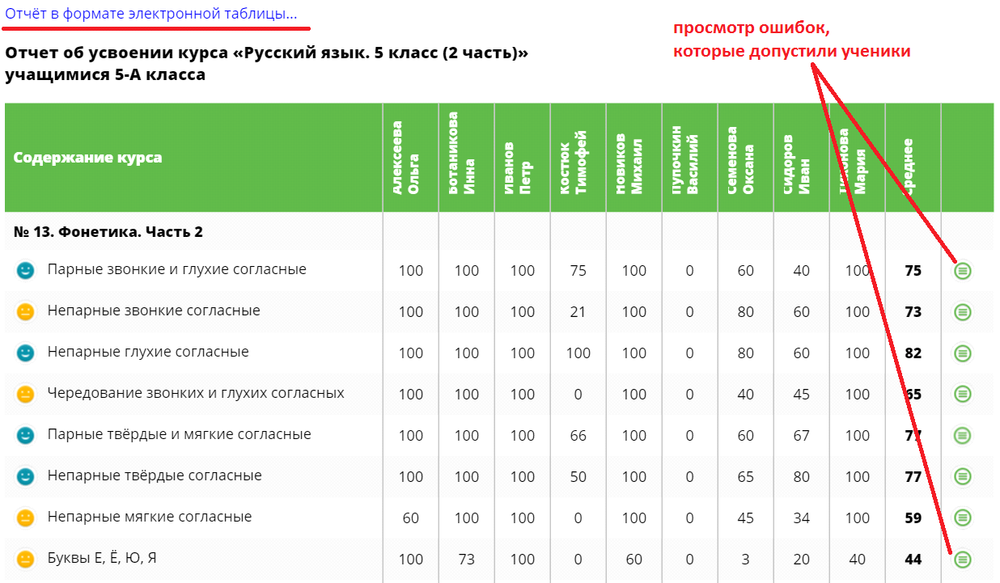 Отчёт в формате электронной таблицы...
просмотр ошибок,
которые допустили ученики
Отчет об усвоении курса «Русский язык. 5 класс (2 часть)»
учащимися 5-А класса
Содержание курса
Алексеева
Ольга
Ботаникова
Инна
Иванов
Петр
Костюк
Тимофей
Новиков
Михаил
Пупочкин
Василий
Семенова
Оксана
Сидоров
Иван
Мария
Среднее
№ 13. Фонетика. Часть 2
Парные звонкие и глухие согласные 100 100 100 75 100 0 60 40 100 75
Непарные звонкие согласные 100 100 100 21 100 0 80 60 100 73
Непарные глухие согласные 100 100 100 100 100 0 80 60 100 82
Чередование звонких и глухих согласных 100 100 100 0 100 0 40 45 100 65
Парные твёрдые и мягкие согласные 100 100 100 66 100 0 60 67 100 77
Непарные твёрдые согласные 100 100 100 50 100 0 65 80 100 77
Непарные мягкие согласные 60 100 100 0 100 0 45 34 100 59
Буквы Е, Ё, Ю, Я 100 73 100 0 60 0 3 20 40 44